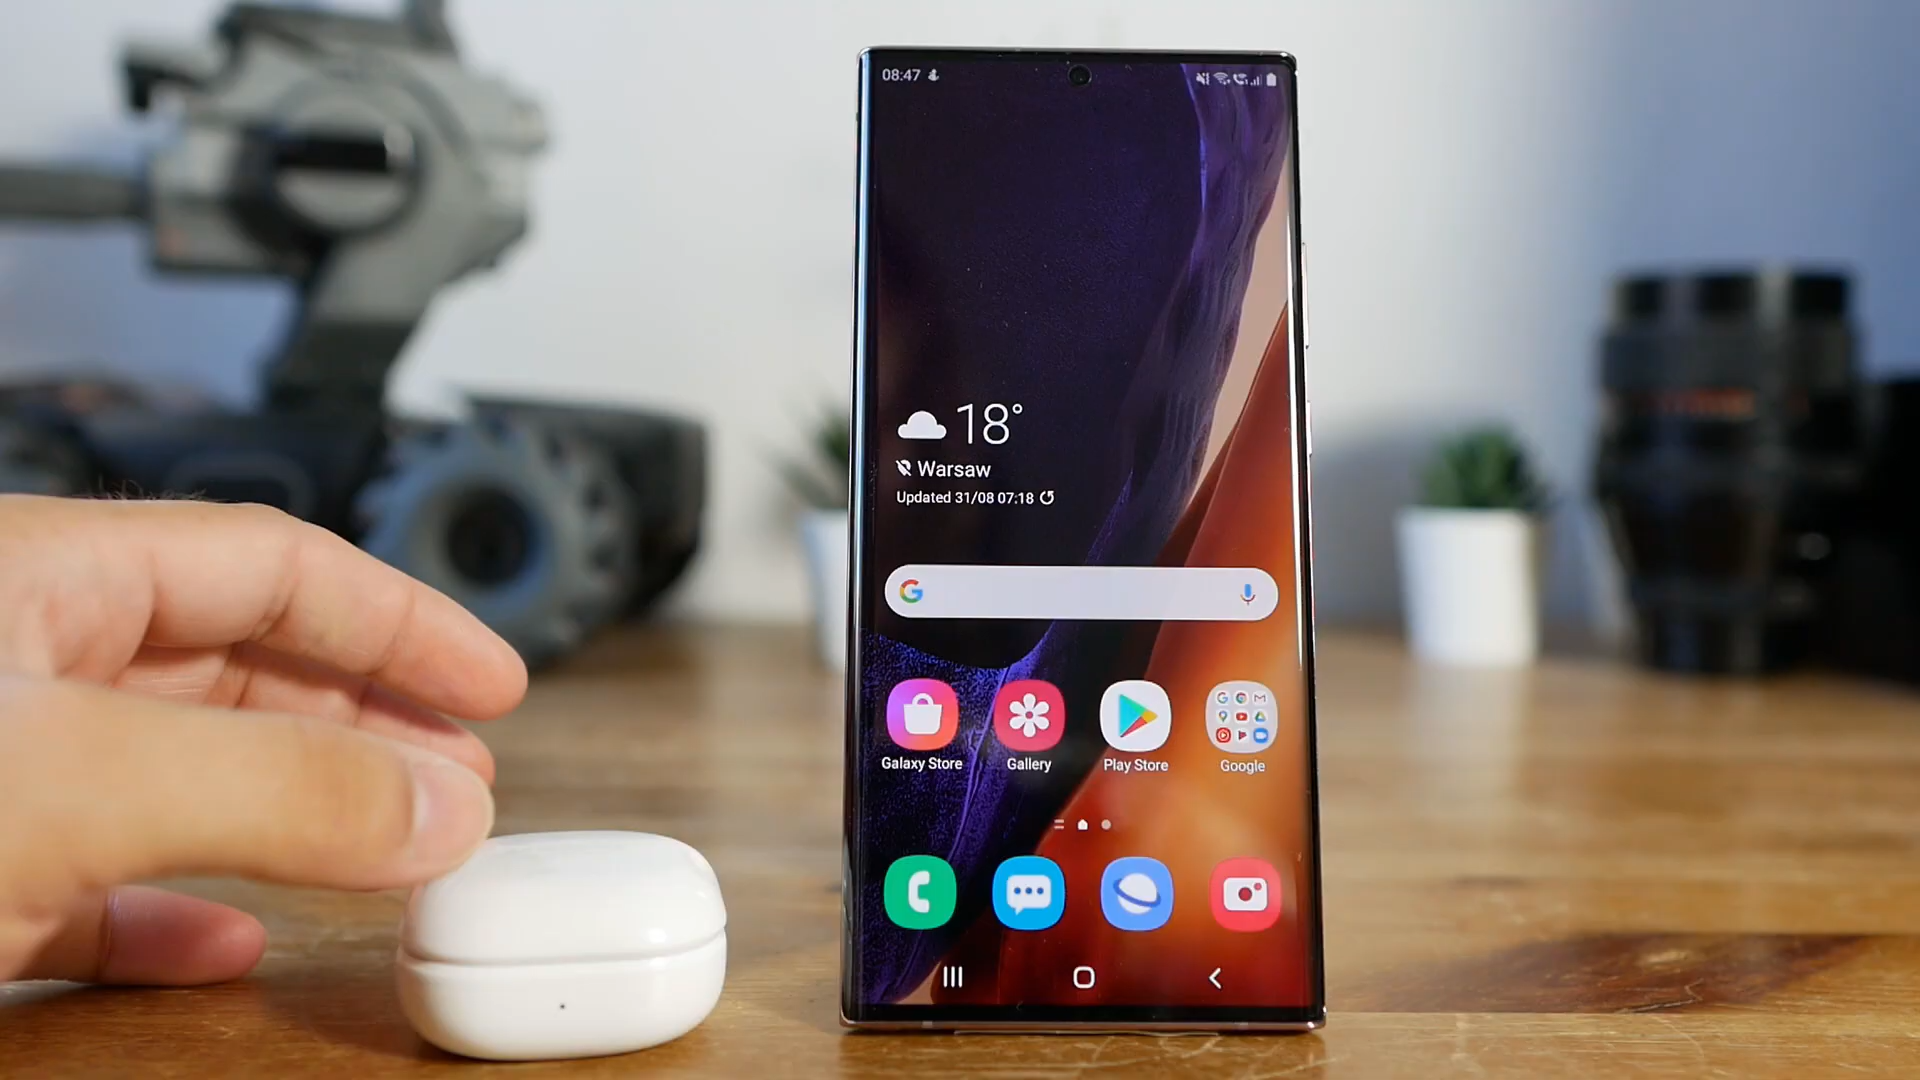 08:47
18°
Warsaw
Updated 31/08 07:18
Galaxy Store
Gallery
Play Store
Google